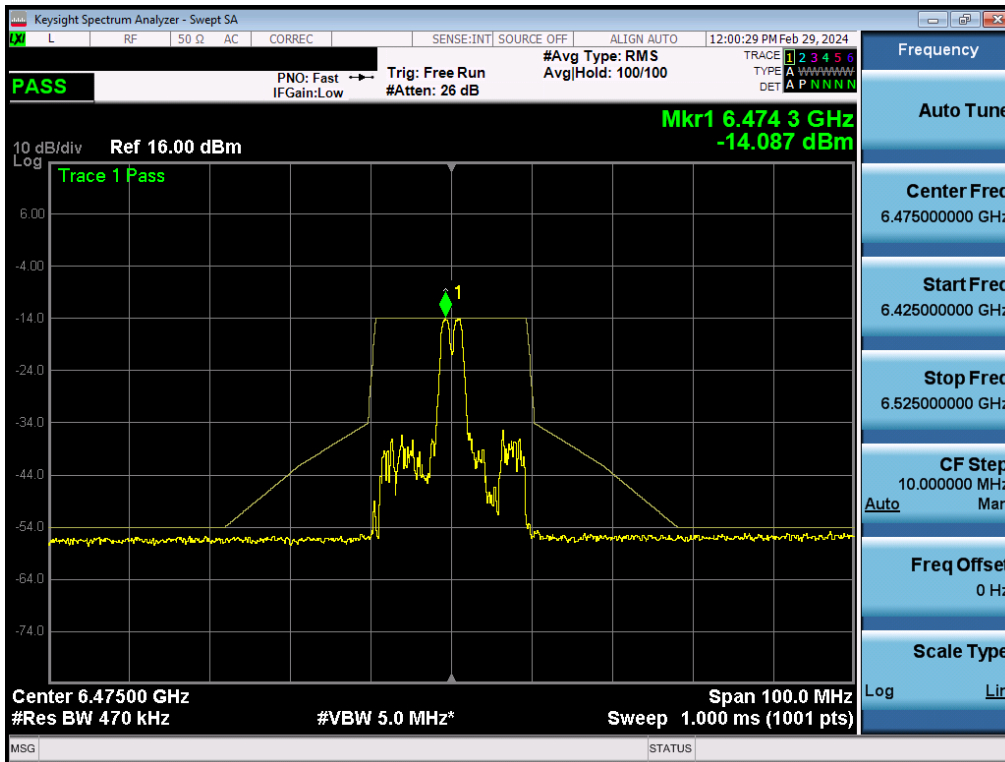 Keysight Spectrum Analyzer - Swept SA
LXI L RF 50 Ω AC CORREC SENSE:INT SOURCE OFF ALIGN AUTO 12:00:29 PM Feb 29, 2024
PASS
PNO: Fast
IFGain:Low
Trig: Free Run
#Atten: 26 dB
#Avg Type: RMS
Avg|Hold: 100/100
TRACE 1 2 3 4 5 6
TYPE A WWWWW
DET A P N N N N
Mkr1 6.474 3 GHz
-14.087 dBm
10 dB/div
Log
Ref 16.00 dBm
Trace 1 Pass
6.00
-4.00
-14.0
-24.0
-34.0
-44.0
-54.0
-64.0
-74.0
1
Center 6.47500 GHz
Span 100.0 MHz
#Res BW 470 kHz
#VBW 5.0 MHz*
Sweep 1.000 ms (1001 pts)
MSG
STATUS
Frequency
Auto Tune
Center Freq
6.475000000 GHz
Start Freq
6.425000000 GHz
Stop Freq
6.525000000 GHz
CF Step
10.000000 MHz
Auto Man
Freq Offset
0 Hz
Scale Type
Log Lin